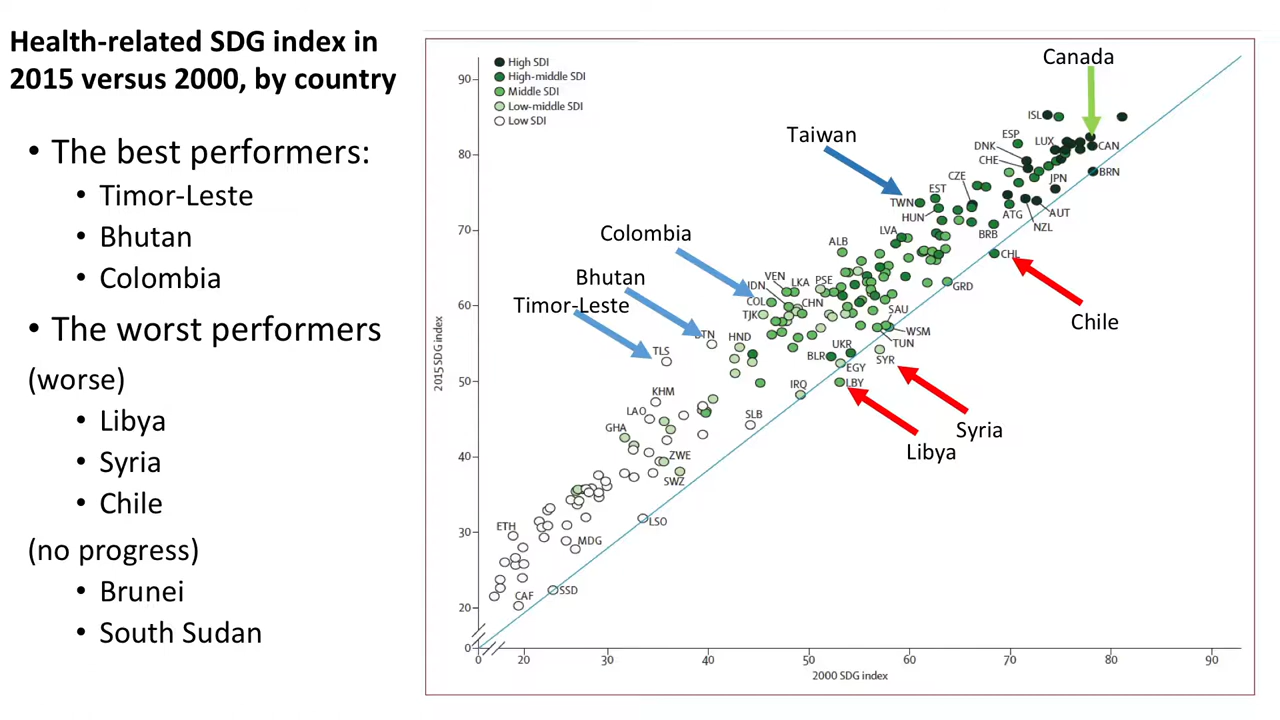 Health-related SDG index in
2015 versus 2000, by country
• The best performers:
• Timor-Leste
• Bhutan
• Colombia
• The worst performers
(worse)
• Libya
• Syria
• Chile
(no progress)
• Brunei
• South Sudan
High SDI
High-middle SDI
Middle SDI
Low-middle SDI
Low SDI
Canada
Taiwan
Colombia
Bhutan
Timor-Leste
Chile
Syria
Libya
ISL
ESP
LUX
CAN
DNK
CHE
JPN
BRN
CZE
TWN
EST
HUN
ATG
AUT
NZL
LVA
BRB
CHL
ALB
VEN
LKA
PSE
IDN
COL
CHN
TJK
GRD
SAU
WSM
TUN
BTN
HND
UKR
BLR
SYR
EGY
TLS
IRQ
LBY
KHM
LAO
SLB
GHA
ZWE
SWZ
LSO
ETH
MDG
CAF
SSD
90
80
70
60
50
40
30
20
0
2015 SDG index
0 20 30 40 50 60 70 80 90
2000 SDG index